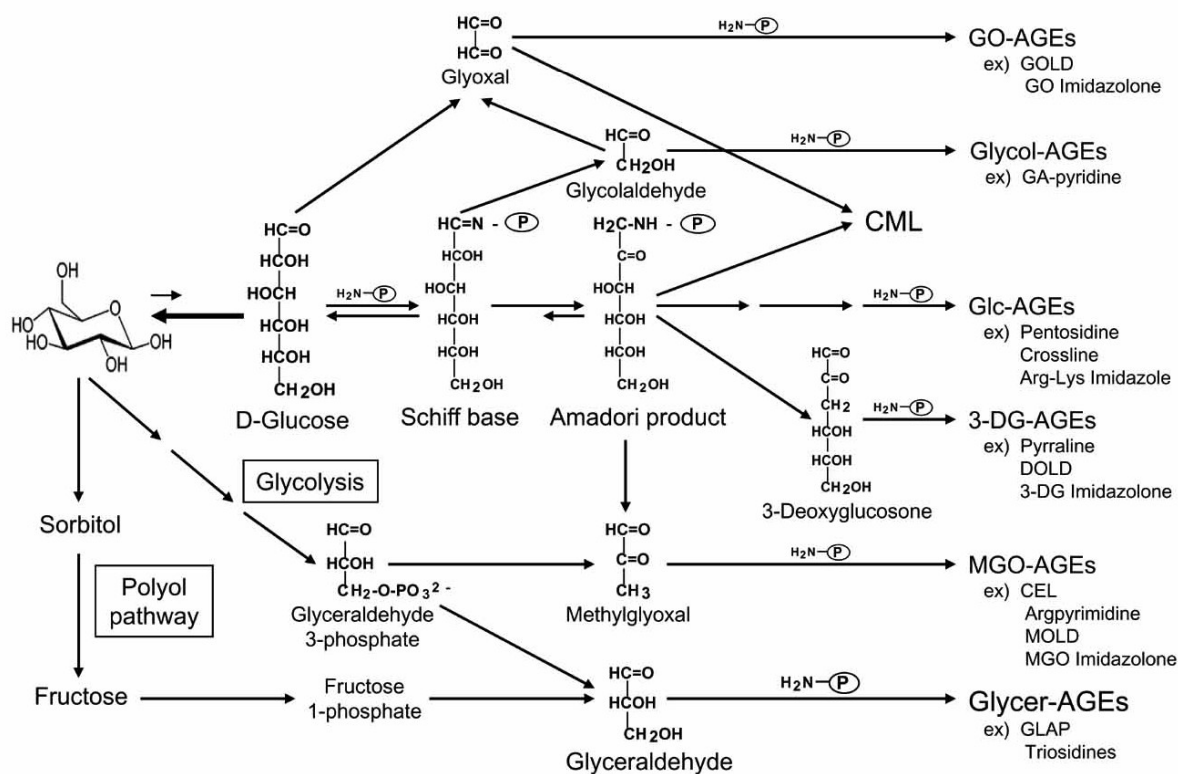 HC=O
HC=O
Glyoxal
H₂N-Ⓟ
GO-AGEs
ex) GOLD
GO Imidazolone
HC=O
CH₂OH
Glycolaldehyde
H₂N-Ⓟ
Glycol-AGEs
ex) GA-pyridine
CML
HC=O
HCOH
HOCH
HCOH
HCOH
CH₂OH
D-Glucose
H₂N-Ⓟ
HC=N - Ⓟ
HCOH
HOCH
HCOH
HCOH
CH₂OH
Schiff base
H₂C-NH - Ⓟ
C=O
HOCH
HCOH
HCOH
CH₂OH
Amadori product
H₂N-Ⓟ
Glc-AGEs
ex) Pentosidine
Crossline
Arg-Lys Imidazole
OH
HO
O
HO
HO
OH
OH
HC=O
C=O
CH₂
HCOH
HCOH
CH₂OH
3-Deoxyglucosone
H₂N-Ⓟ
3-DG-AGEs
ex) Pyrraline
DOLD
3-DG Imidazolone
Glycolysis
Sorbitol
Polyol
pathway
HC=O
HCOH
CH₂-O-PO₃²⁻
Glyceraldehyde
3-phosphate
HC=O
C=O
CH₃
Methylglyoxal
H₂N-Ⓟ
MGO-AGEs
ex) CEL
Argpyrimidine
MOLD
MGO Imidazolone
Fructose
Fructose
1-phosphate
HC=O
HCOH
CH₂OH
Glyceraldehyde
H₂N-Ⓟ
Glycer-AGEs
ex) GLAP
Triosidines